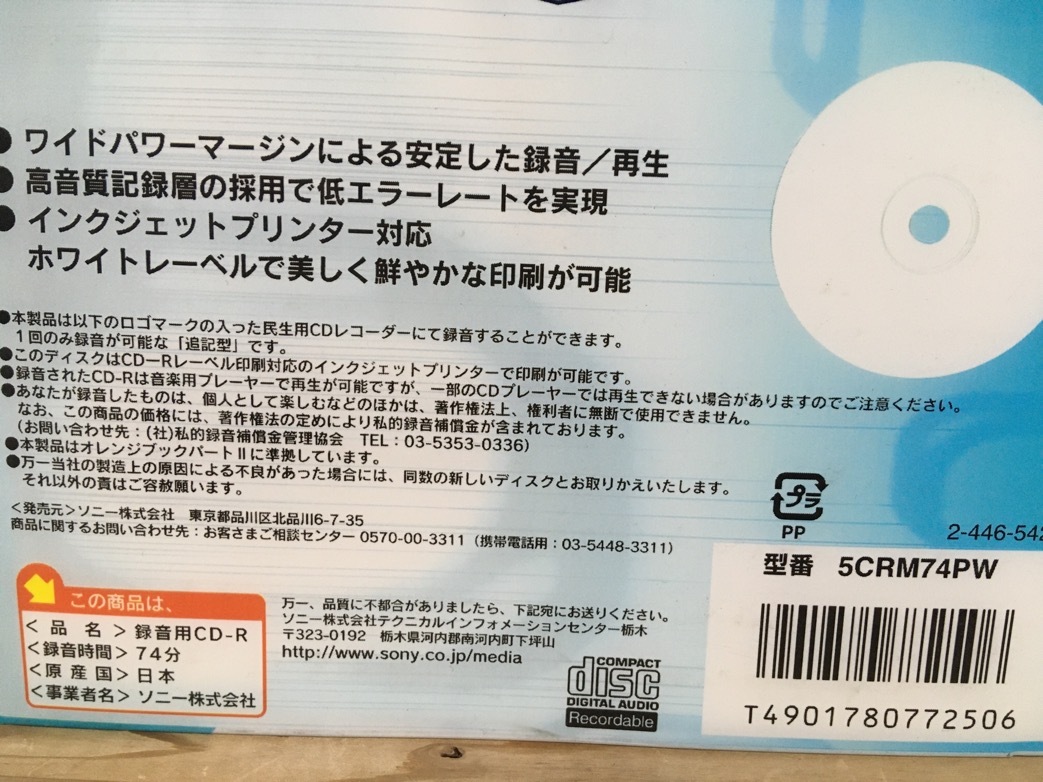 ● ワイドパワーマージンによる安定した録音／再生
● 高音質記録層の採用で低エラーレートを実現
● インクジェットプリンター対応
ホワイトレーベルで美しく鮮やかな印刷が可能
●本製品は以下のロゴマークの入った民生用CDレコーダーにて録音することができます。
１回のみ録音が可能な「追記型」です。
●このディスクはCD－Rレーベル印刷対応のインクジェットプリンターで印刷が可能です。
●録音されたCD-Rは音楽用プレーヤーで再生が可能ですが、一部のCDプレーヤーでは再生できない場合がありますのでご注意ください。
●あなたが録音したものは、個人として楽しむなどのほかは、著作権法上、権利者に無断で使用できません。
なお、この商品の価格には、著作権法の定めにより私的録音補償金が含まれております。
(お問い合わせ先：(社)私的録音補償金管理協会　TEL：03-5353-0336)
●本製品はオレンジブックパートⅡに準拠しています。
●万一当社の製造上の原因による不良があった場合には、同数の新しいディスクとお取りかえいたします。
それ以外の責はご容赦願います。
＜発売元＞ソニー株式会社　東京都品川区北品川6-7-35
商品に関するお問い合わせ先：お客さまご相談センター 0570-00-3311（携帯電話用：03-5448-3311）
プラ
PP
2-446-542
型番　5CRM74PW
T4901780772506
この商品は、
＜品名＞録音用CD-R
＜録音時間＞74分
＜原産国＞日本
＜事業者名＞ソニー株式会社
万一、品質に不都合がありましたら、下記宛にお送りください。
ソニー株式会社テクニカルインフォメーションセンター栃木
〒323-0192　栃木県河内郡南河内町下坪山
http://www.sony.co.jp/media
COMPACT
disc
DIGITAL AUDIO
Recordable